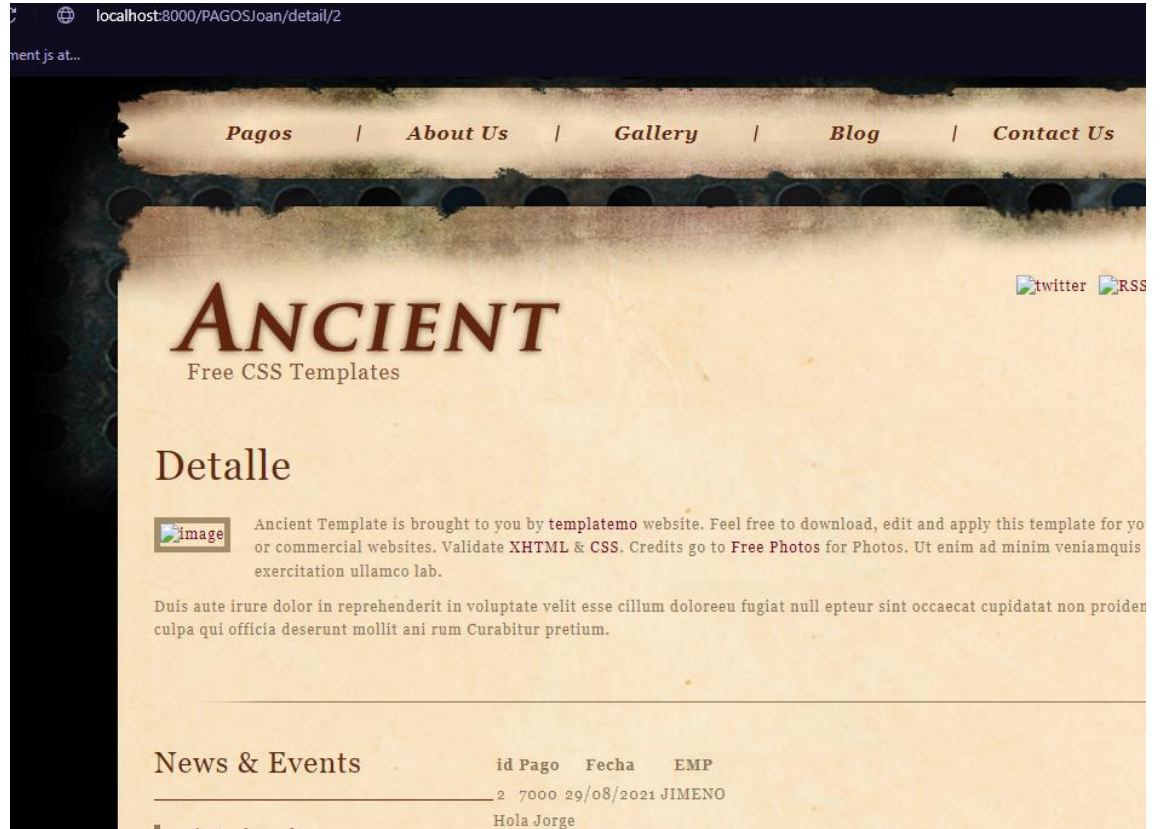 localhost:8000/PAGOSJoan/detail/2
ment js at...
Pagos | About Us | Gallery | Blog | Contact Us
twitter RSS
ANCIENT
Free CSS Templates
Detalle
image
Ancient Template is brought to you by templatemo website. Feel free to download, edit and apply this template for
or commercial websites. Validate XHTML & CSS. Credits go to Free Photos for Photos. Ut enim ad minim veniamquis
exercitation ullamco lab.
Duis aute irure dolor in reprehenderit in voluptate velit esse cillum doloreeu fugiat null epteur sint occaecat cupidatat non
culpa qui officia deserunt mollit ani rum Curabitur pretium.
News & Events
id Pago Fecha EMP
2 7000 29/08/2021 JIMENO
Hola Jorge